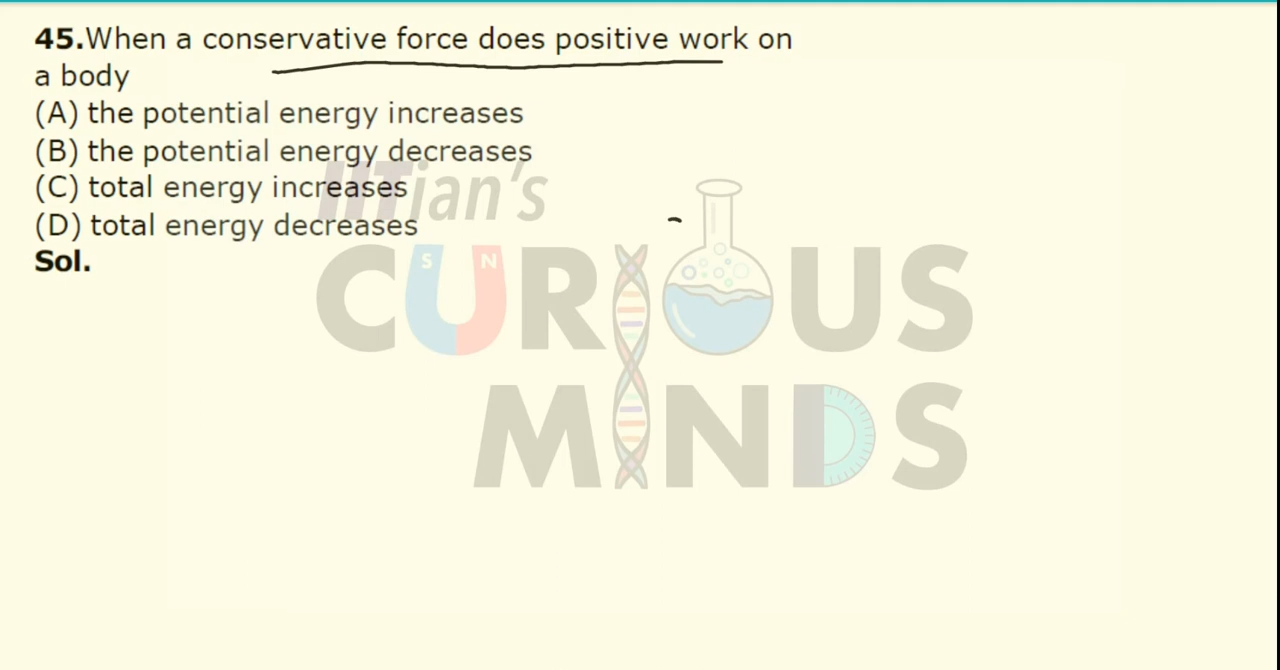 45.When a conservative force does positive work on
a body
(A) the potential energy increases
(B) the potential energy decreases
(C) total energy increases
(D) total energy decreases
Sol.
IITian's
CURIOUS
S N
MINDS